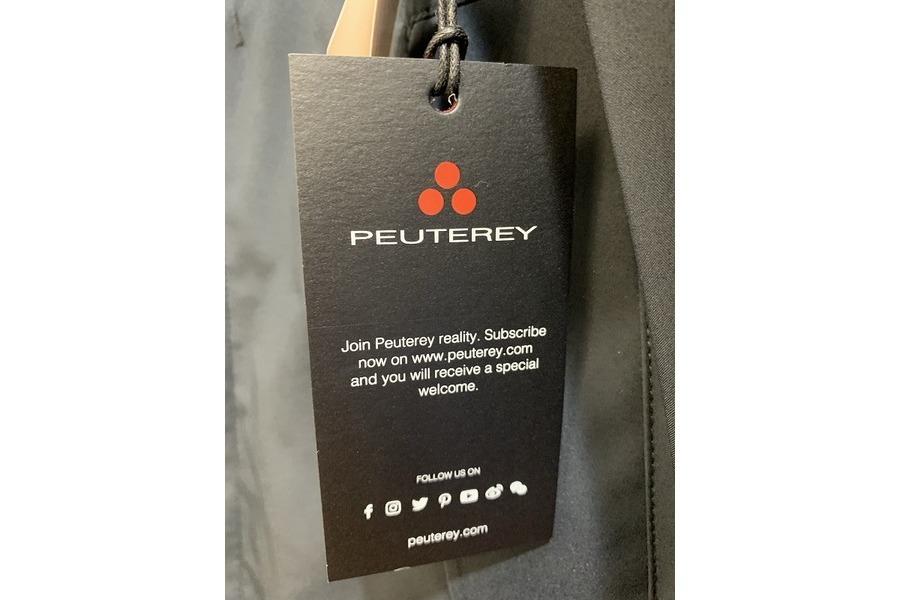 PEUTEREY
Join Peuterey reality. Subscribe
now on www.peuterey.com
and you will receive a special
welcome.
FOLLOW US ON
peuterey.com